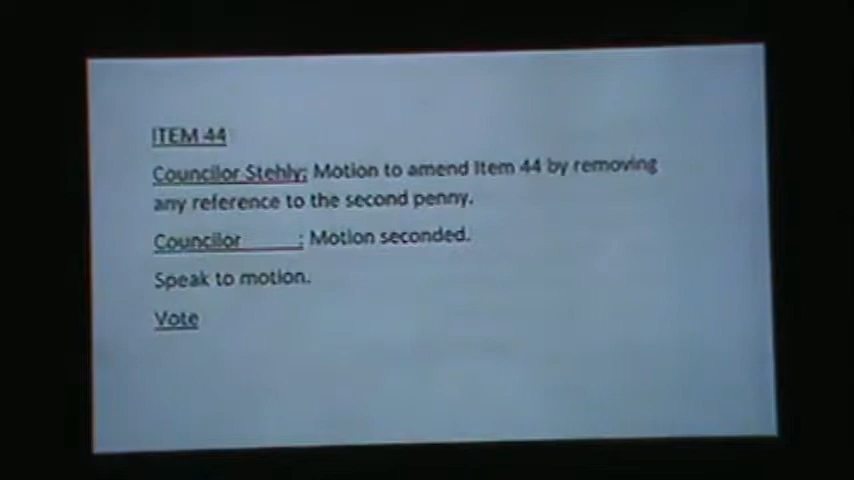 ITEM 44
Councilor Stehly; Motion to amend Item 44 by removing
any reference to the second penny.
Councilor ; Motion seconded.
Speak to motion.
Vote